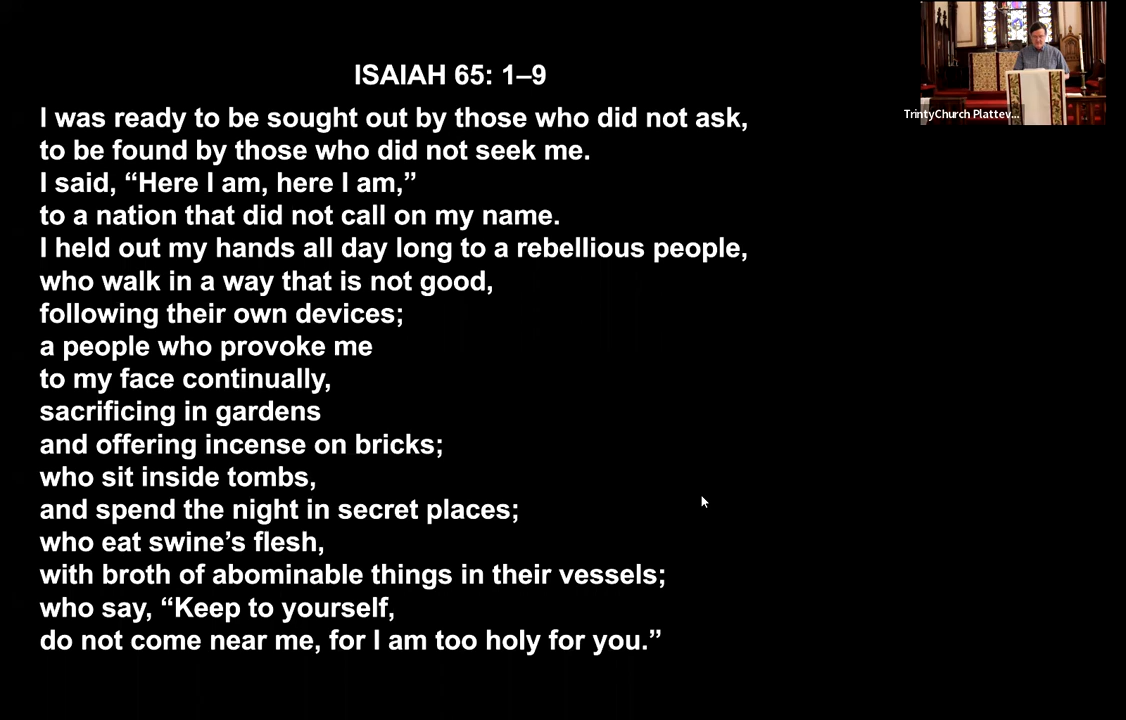 TrintyChurch Plattev...
ISAIAH 65: 1–9
I was ready to be sought out by those who did not ask,
to be found by those who did not seek me.
I said, “Here I am, here I am,”
to a nation that did not call on my name.
I held out my hands all day long to a rebellious people,
who walk in a way that is not good,
following their own devices;
a people who provoke me
to my face continually,
sacrificing in gardens
and offering incense on bricks;
who sit inside tombs,
and spend the night in secret places;
who eat swine’s flesh,
with broth of abominable things in their vessels;
who say, “Keep to yourself,
do not come near me, for I am too holy for you.”